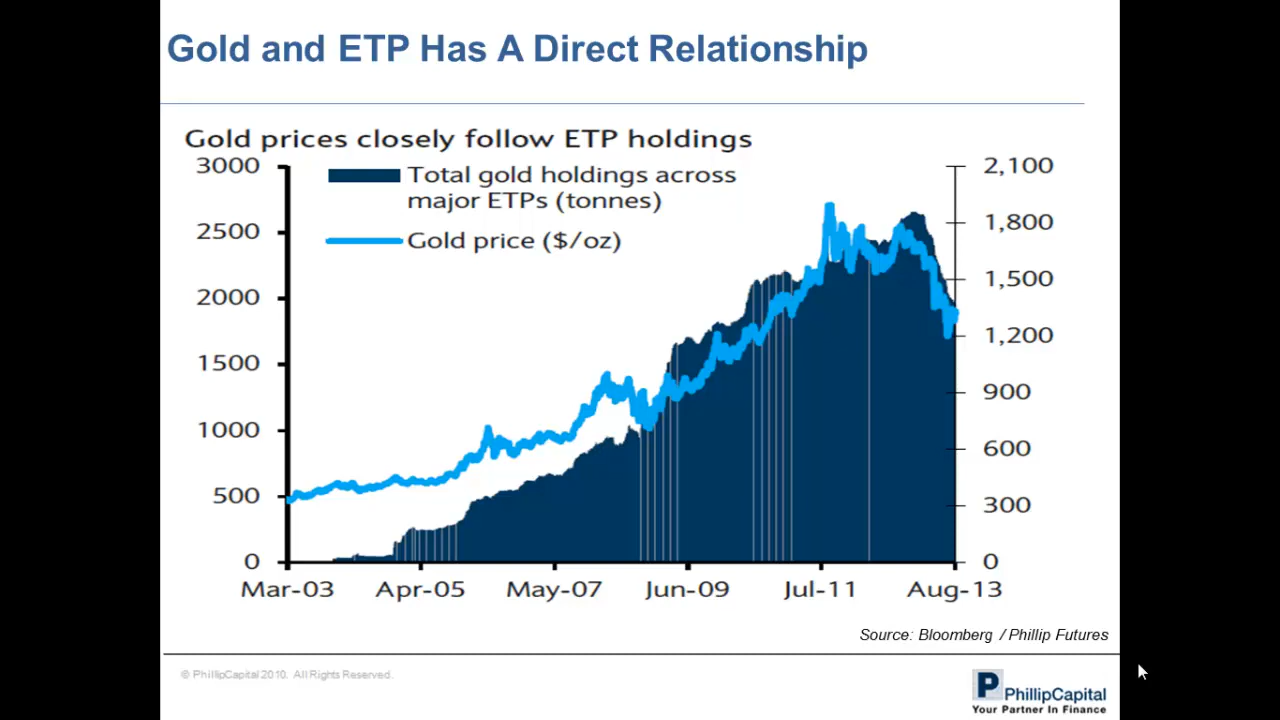 Gold and ETP Has A Direct Relationship
Gold prices closely follow ETP holdings
Total gold holdings across
major ETPs (tonnes)
Gold price ($/oz)
3000
2500
2000
1500
1000
500
0
2,100
1,800
1,500
1,200
900
600
300
0
Mar-03 Apr-05 May-07 Jun-09 Jul-11 Aug-13
Source: Bloomberg / Phillip Futures
© PhillipCapital 2010. All Rights Reserved.
P PhillipCapital
Your Partner In Finance